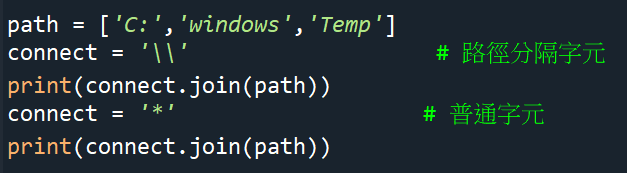 path = ['C:','windows','Temp']
connect = '\\'                    # 路徑分隔字元
print(connect.join(path))
connect = '*'                    # 普通字元
print(connect.join(path))